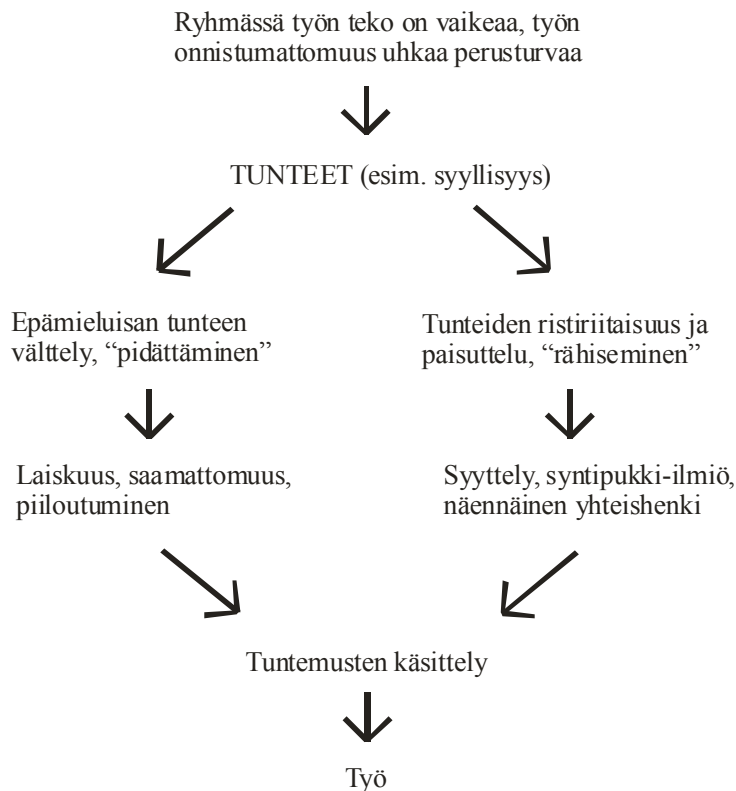 Ryhmässä työn teko on vaikeaa, työn
onnistumattomuus uhkaa perusturvaa
TUNTEET (esim. syyllisyys)
Epämieluisan tunteen
välttely, “pidättäminen”
Tunteiden ristiriitaisuus ja
paisuttelu, “rähiseminen”
Laiskuus, saamattomuus,
piiloutuminen
Syyttely, syntipukki-ilmiö,
näennäinen yhteishenki
Tuntemusten käsittely
Työ